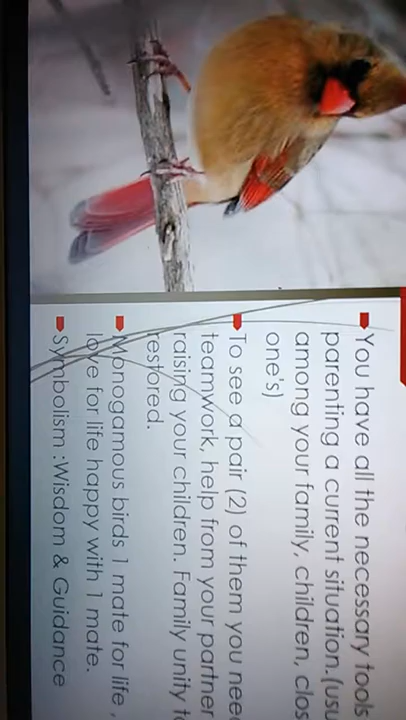 You have all the necessary tools
parenting a current situation.(usu
among your family, children, clos
one's)
To see a pair (2) of them you nee
teamwork, help from your partner
raising your children. Family unity t
restored.
Monogamous birds 1 mate for life ,
love for life happy with 1 mate.
Symbolism :Wisdom & Guidance